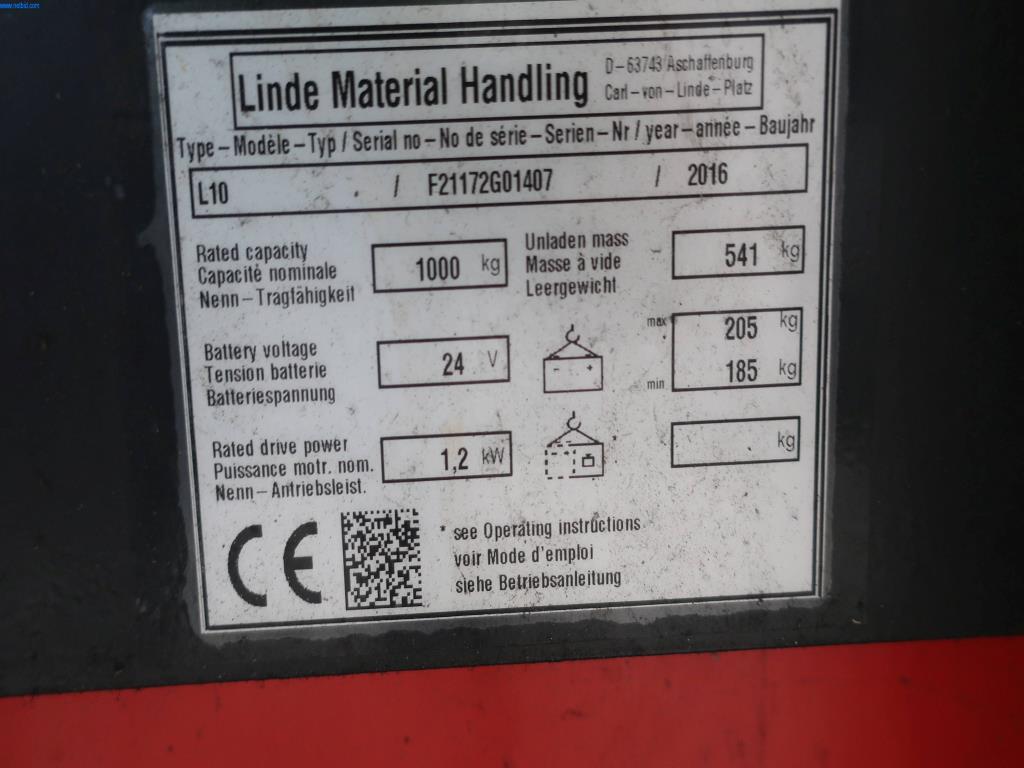 www.netbid.com
Linde Material Handling
D-63743 Aschaffenburg
Carl-von-Linde-Platz
Type-Modèle-Typ / Serial no-No de série-Serien-Nr / year-année-Baujahr
L10 / F21172G01407 / 2016
Rated capacity
Capacité nominale
Nenn-Tragfähigkeit
1000 kg
Unladen mass
Masse à vide
Leergewicht
541 kg
Battery voltage
Tension batterie
Batteriespannung
24 V
- +
max 205 kg
min 185 kg
Rated drive power
Puissance motr. nom.
Nenn-Antriebsleist.
1,2 kW
*
kg
CE
* see Operating instructions
voir Mode d'emploi
siehe Betriebsanleitung